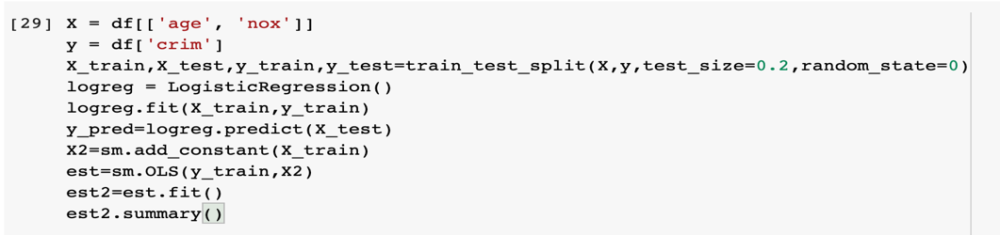 [29] X = df[['age', 'nox']]
y = df['crim']
X_train,X_test,y_train,y_test=train_test_split(X,y,test_size=0.2,random_state=0)
logreg = LogisticRegression()
logreg.fit(X_train,y_train)
y_pred=logreg.predict(X_test)
X2=sm.add_constant(X_train)
est=sm.OLS(y_train,X2)
est2=est.fit()
est2.summary()